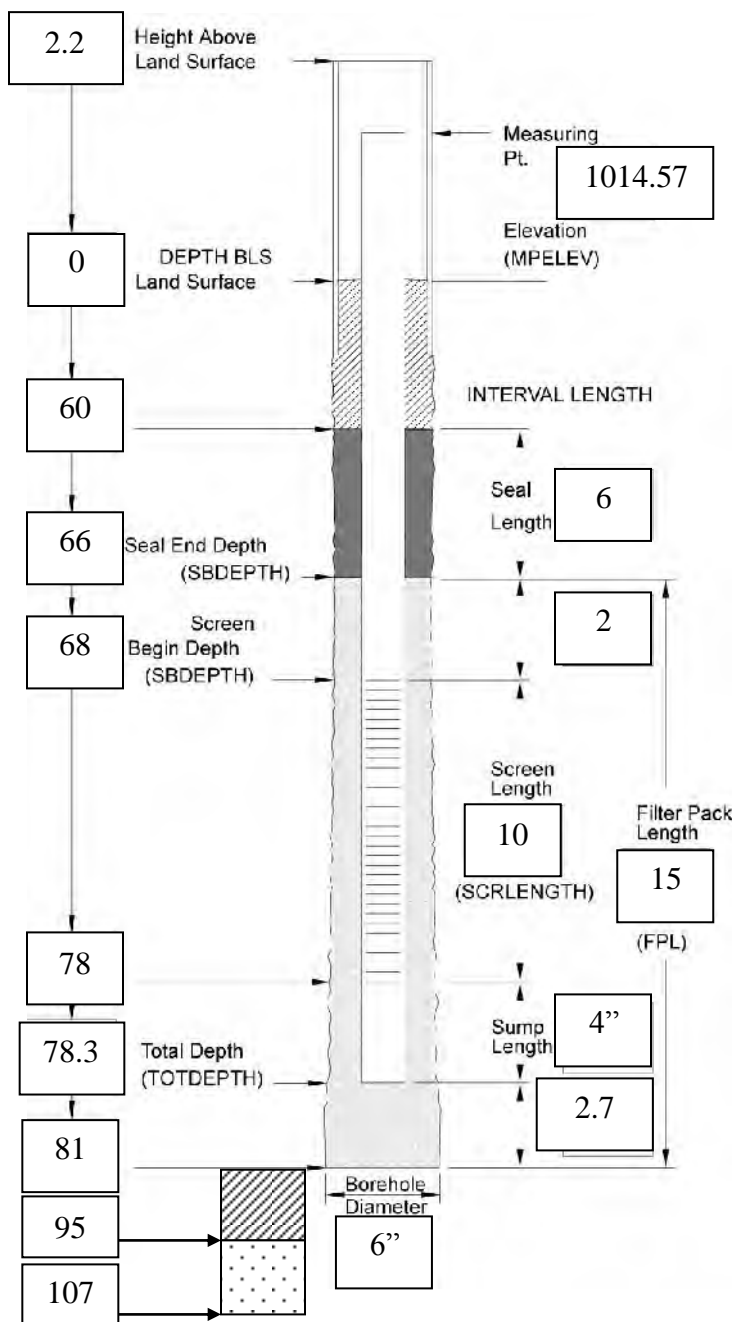 2.2
Height Above
Land Surface
Measuring
Pt.
1014.57
Elevation
(MPELEV)
0
DEPTH BLS
Land Surface
60
INTERVAL LENGTH
Seal
Length
6
66
Seal End Depth
(SBDEPTH)
2
68
Screen
Begin Depth
(SBDEPTH)
Screen
Length
10
(SCRLENGTH)
Filter Pack
Length
15
(FPL)
78
78.3
Total Depth
(TOTDEPTH)
Sump
Length
4”
2.7
81
Borehole
Diameter
6”
95
107